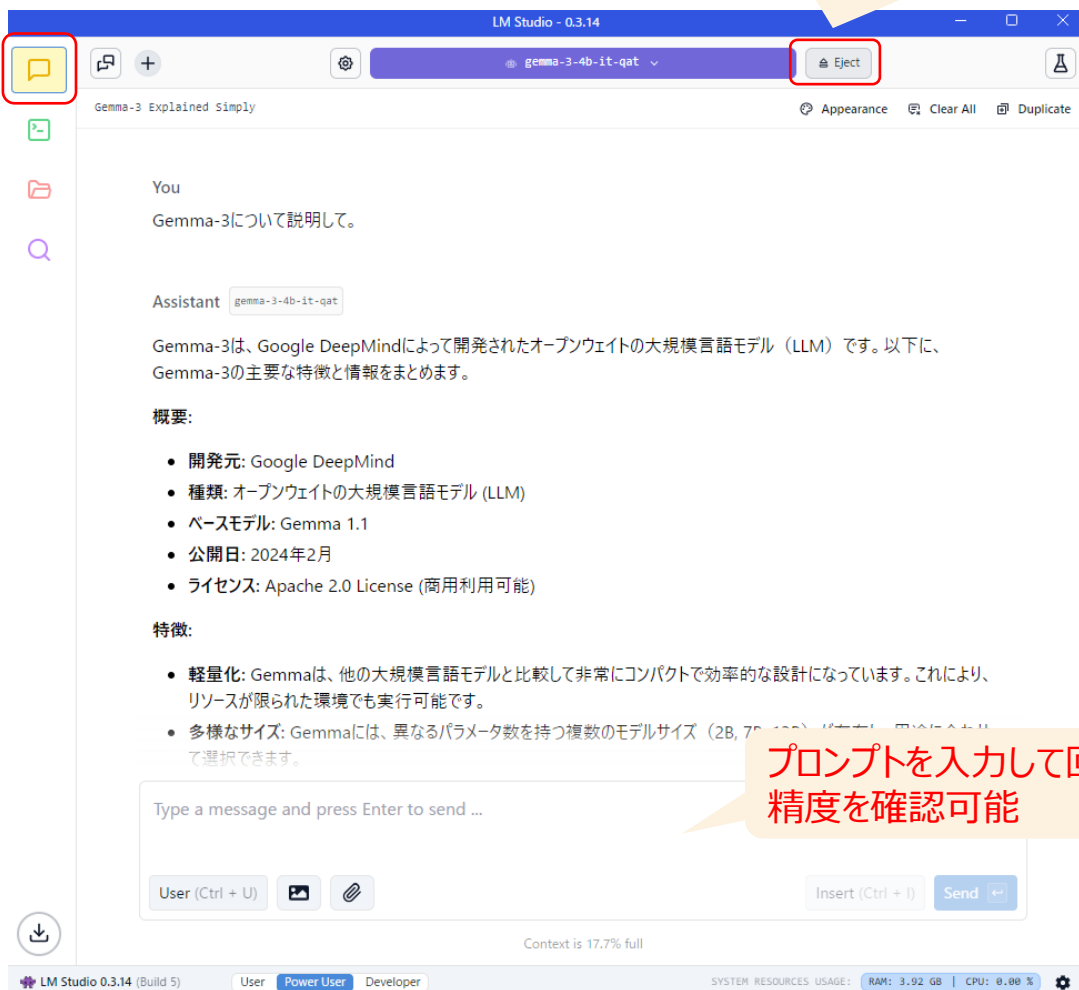 LM Studio - 0.3.14
gemma-3-4b-it-qat
Eject
Gemma-3 Explained Simply
Appearance
Clear All
Duplicate
You
Gemma-3について説明して。
Assistant gemma-3-4b-it-qat
Gemma-3は、Google DeepMindによって開発されたオープンウェイトの大規模言語モデル（LLM）です。以下に、
Gemma-3の主要な特徴と情報をまとめます。
概要:
• 開発元: Google DeepMind
• 種類: オープンウェイトの大規模言語モデル (LLM)
• ベースモデル: Gemma 1.1
• 公開日: 2024年2月
• ライセンス: Apache 2.0 License (商用利用可能)
特徴:
• 軽量化: Gemmaは、他の大規模言語モデルと比較して非常にコンパクトで効率的な設計になっています。これにより、
リソースが限られた環境でも実行可能です。
• 多様なサイズ: Gemmaには、異なるパラメータ数を持つ複数のモデルサイズ（2B,
て選択できます。
プロンプトを入力して
精度を確認可能
Type a message and press Enter to send ...
User (Ctrl + U)
Insert (Ctrl + I)
Send
Context is 17.7% full
LM Studio 0.3.14 (Build 5)
User
Power User
Developer
SYSTEM RESOURCES USAGE:
RAM: 3.92 GB | CPU: 0.00 %